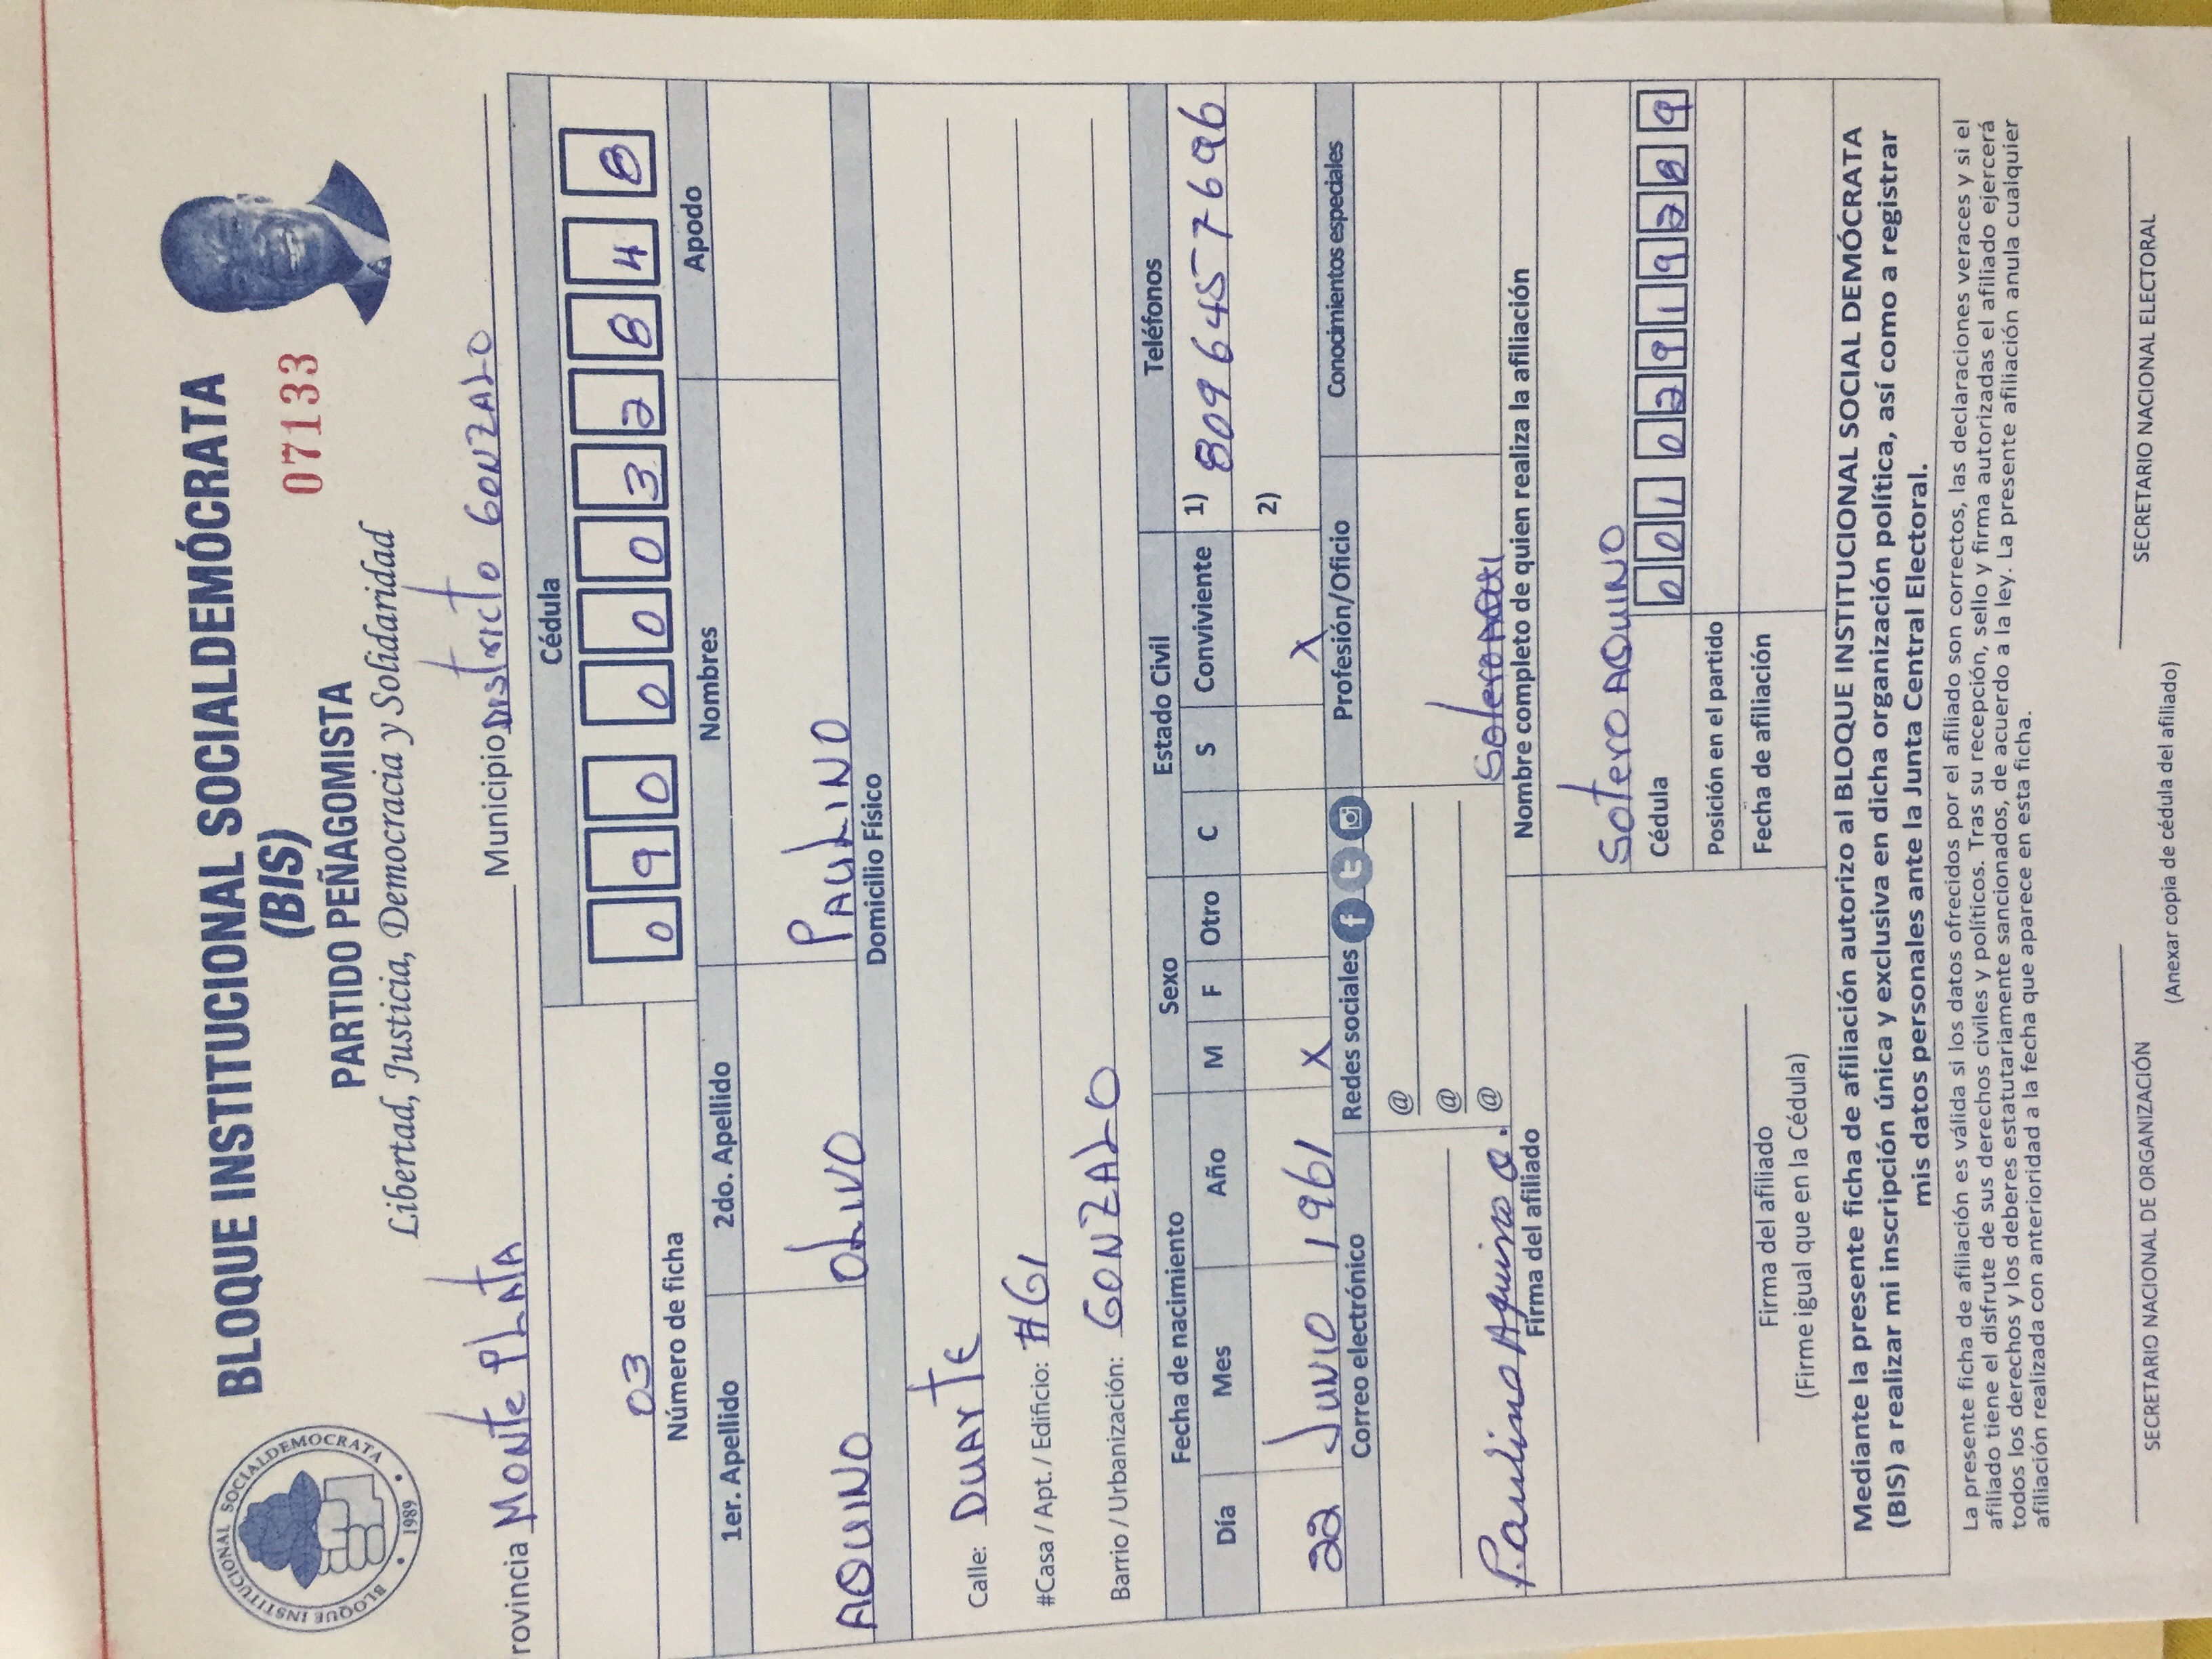 BLOQUE INSTITUCIONAL SOCIALDEMÓCRATA
(BIS)
07133
PARTIDO PEÑAGOMISTA
Libertad, Justicia, Democracia y Solidaridad
BLOQUE INSTITUCIONAL SOCIALDEMOCRATA • 1989 •
rovincia Monte PLATA Municipio Districto GONZALO
Cédula
03 0 9 0 0 0 0 3 2 8 4 8
Número de ficha
1er. Apellido 2do. Apellido Nombres Apodo
AQUINO OLIVO PAULINO
Domicilio Físico
Calle: DUARTE
#Casa / Apt. / Edificio: #61
Barrio / Urbanización: GONZALO
Fecha de nacimiento Sexo Estado Civil Teléfonos
Día Mes Año M F Otro C S Conviviente 1) 809 645 7696
22 Junio 1961 X X 2)
Correo electrónico Redes sociales f t Profesión/Oficio Conocimientos especiales
@
@
@
Paulino Aquino O.
Firma del afiliado Nombre completo de quien realiza la afiliación
Sotero AQUINO
Cédula 0 0 1 0 2 9 1 9 2 8 9
Posición en el partido
Fecha de afiliación
Firma del afiliado
(Firme igual que en la Cédula)
Mediante la presente ficha de afiliación autorizo al BLOQUE INSTITUCIONAL SOCIAL DEMÓCRATA
(BIS) a realizar mi inscripción única y exclusiva en dicha organización política, así como a registrar
mis datos personales ante la Junta Central Electoral.
La presente ficha de afiliación es válida si los datos ofrecidos por el afiliado son correctos, las declaraciones veraces y si el
afiliado tiene el disfrute de sus derechos civiles y políticos. Tras su recepción, sello y firma autorizadas el afiliado ejercerá
todos los derechos y los deberes estatutariamente sancionados, de acuerdo a la ley. La presente afiliación anula cualquier
afiliación realizada con anterioridad a la fecha que aparece en esta ficha.
SECRETARIO NACIONAL DE ORGANIZACIÓN SECRETARIO NACIONAL ELECTORAL
(Anexar copia de cédula del afiliado)